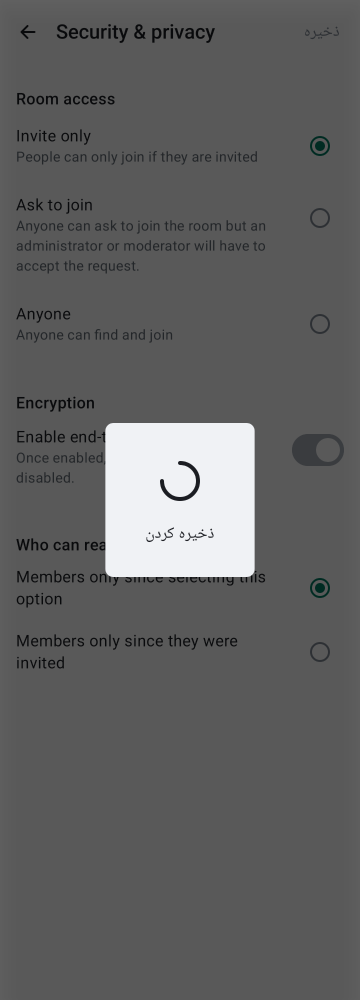 Security & privacy
ذخیره
Room access
Invite only
People can only join if they are invited
Ask to join
Anyone can ask to join the room but an
administrator or moderator will have to
accept the request.
Anyone
Anyone can find and join
Encryption
Enable end-t
Once enabled,
disabled.
ذخیره کردن
Who can rea
Members only since selecting this
option
Members only since they were
invited